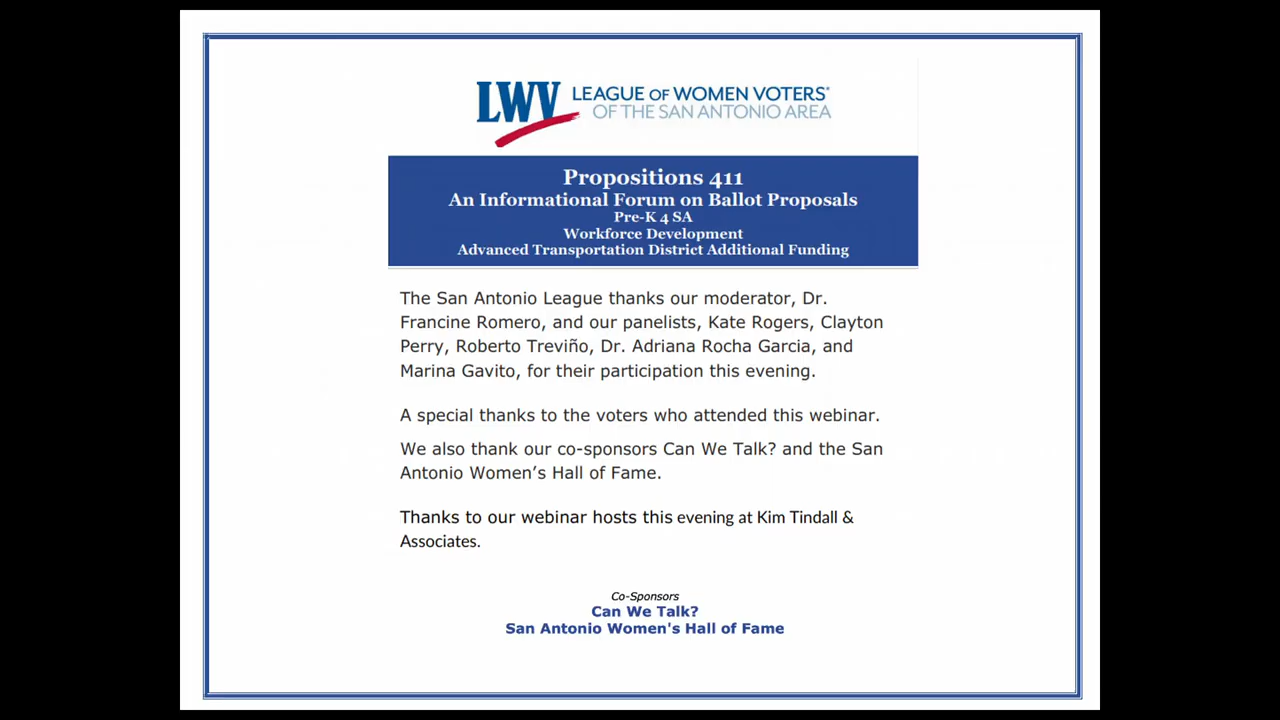 LWV LEAGUE OF WOMEN VOTERS®
OF THE SAN ANTONIO AREA
Propositions 411
An Informational Forum on Ballot Proposals
Pre-K 4 SA
Workforce Development
Advanced Transportation District Additional Funding
The San Antonio League thanks our moderator, Dr.
Francine Romero, and our panelists, Kate Rogers, Clayton
Perry, Roberto Treviño, Dr. Adriana Rocha Garcia, and
Marina Gavito, for their participation this evening.
A special thanks to the voters who attended this webinar.
We also thank our co-sponsors Can We Talk? and the San
Antonio Women’s Hall of Fame.
Thanks to our webinar hosts this evening at Kim Tindall &
Associates.
Co-Sponsors
Can We Talk?
San Antonio Women's Hall of Fame